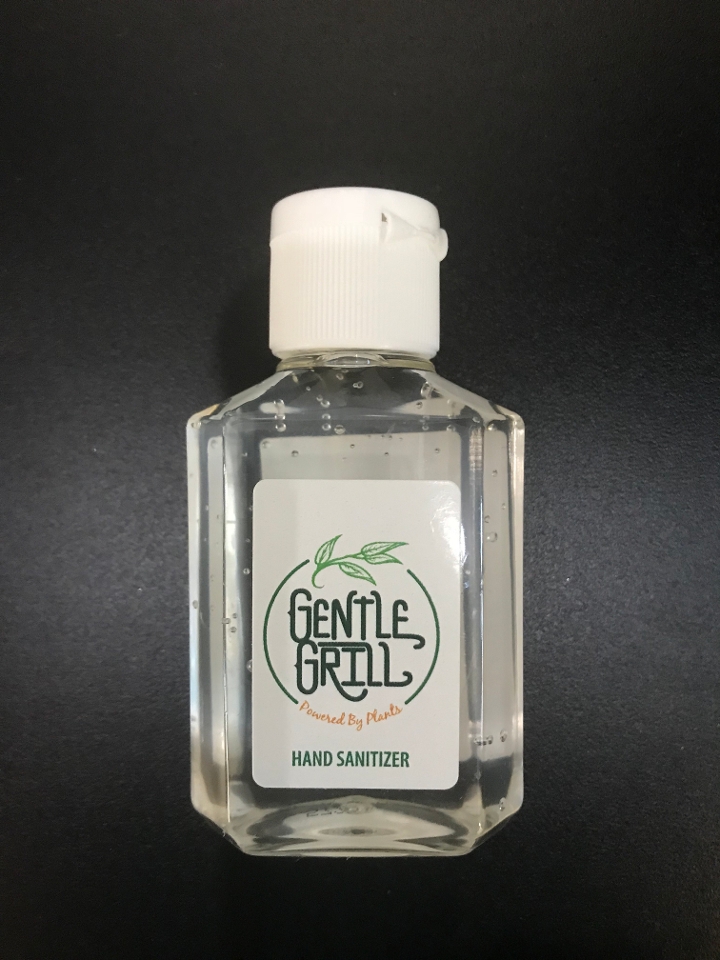 GENTLE
GRILL
Powered By Plants
HAND SANITIZER